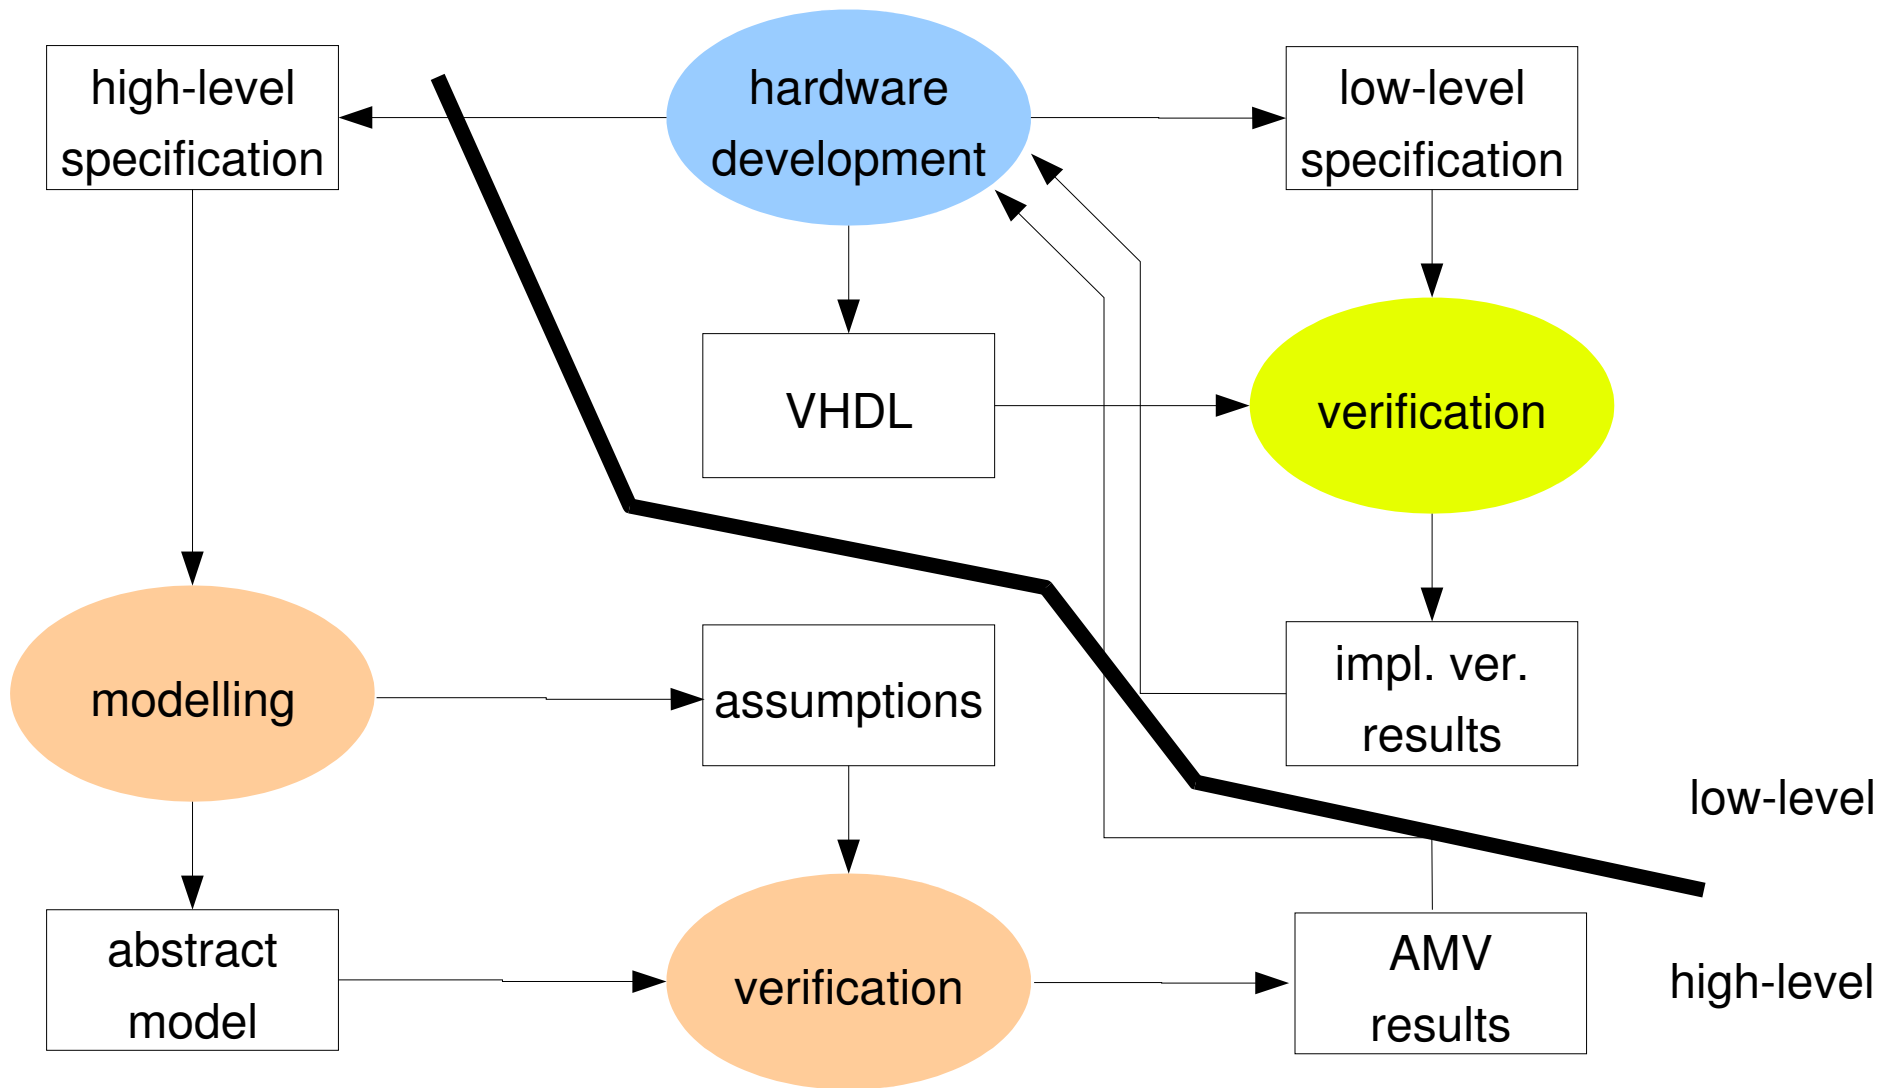 high-level
specification
hardware
development
low-level
specification
VHDL
verification
modelling
assumptions
impl. ver.
results
low-level
abstract
model
verification
AMV
results
high-level